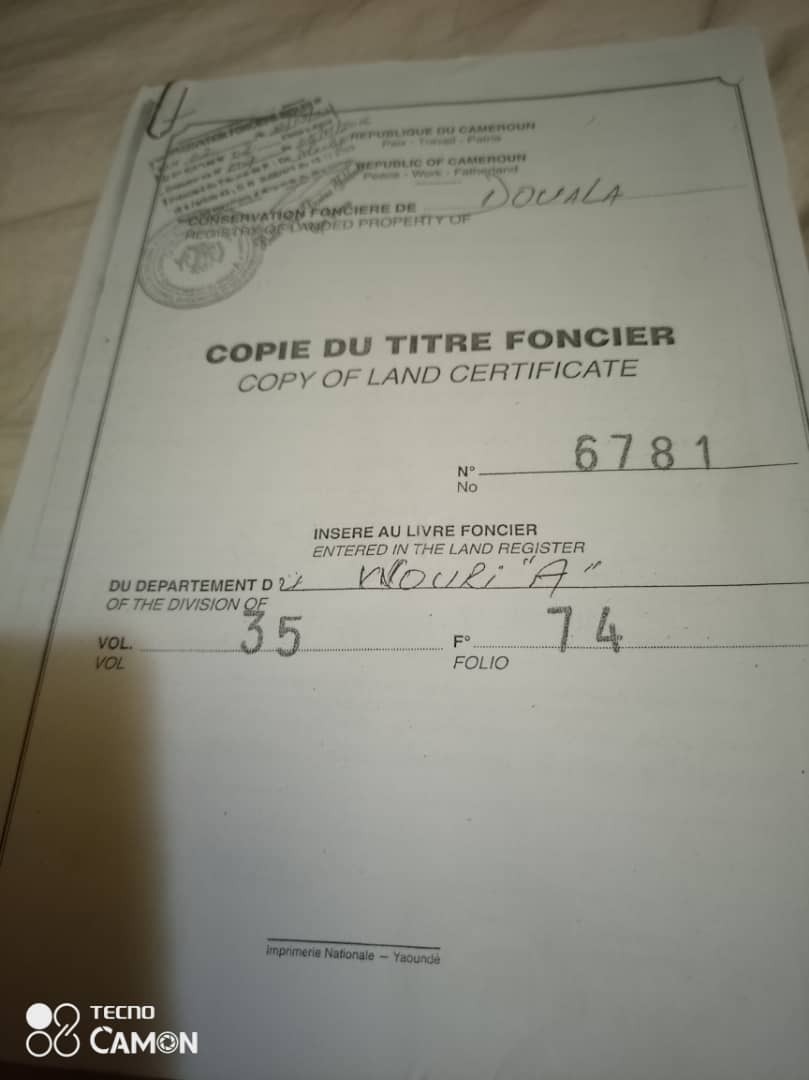 REPUBLIQUE DU CAMEROUN
Paix - Travail - Patrie
REPUBLIC OF CAMEROUN
Peace - Work - Fatherland
CONSERVATION FONCIERE DE DOUALA
REGISTRY OF LANDED PROPERTY OF
COPIE DU TITRE FONCIER
COPY OF LAND CERTIFICATE
N° 6781
No
INSERE AU LIVRE FONCIER
ENTERED IN THE LAND REGISTER
DU DEPARTEMENT DU WOURI "A"
OF THE DIVISION OF
VOL. 35 F° 74
VOL FOLIO
Imprimerie Nationale — Yaoundé
TECNO
CAMON